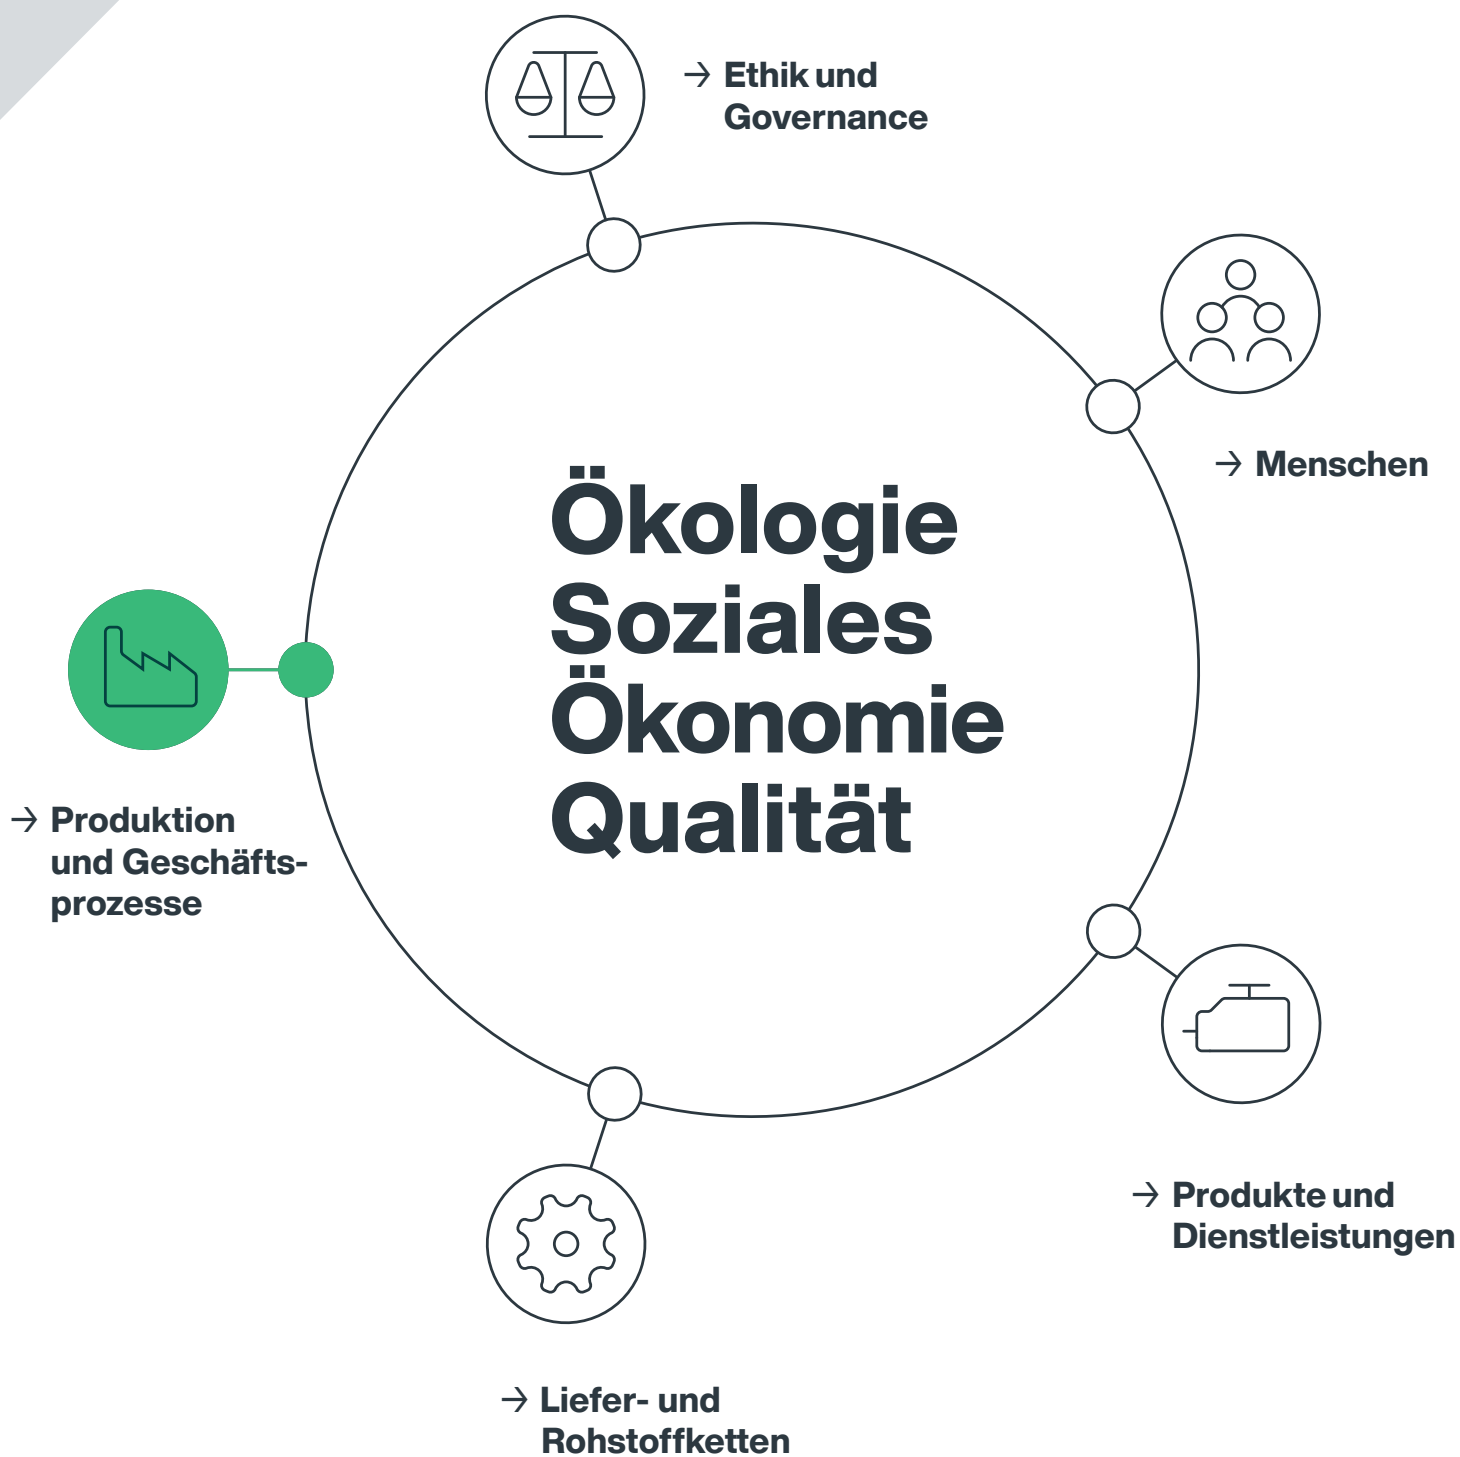 → Ethik und
Governance
→ Menschen
Ökologie
Soziales
Ökonomie
Qualität
→ Produktion
und Geschäfts-
prozesse
→ Produkte und
Dienstleistungen
→ Liefer- und
Rohstoffketten